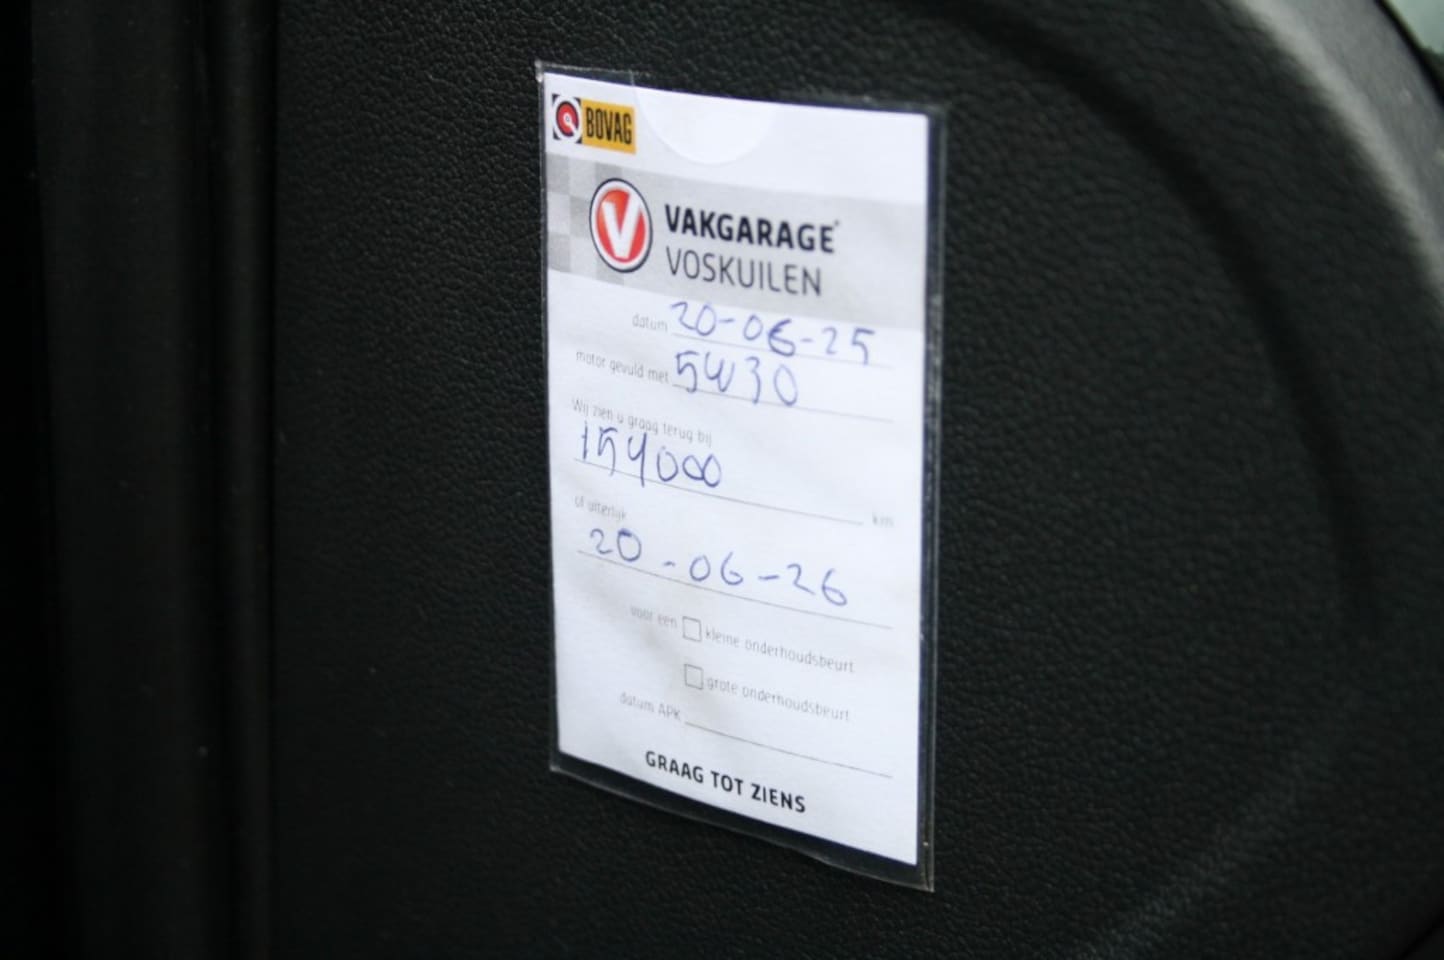 BOVAG
VAKGARAGE
VOSKUILEN
datum 20-06-25
motor gevuld met 5W30
Wij zien u graag terug bij
154000 km
of uiterlijk
20-06-26
voor een kleine onderhoudsbeurt
grote onderhoudsbeurt
datum APK
GRAAG TOT ZIENS